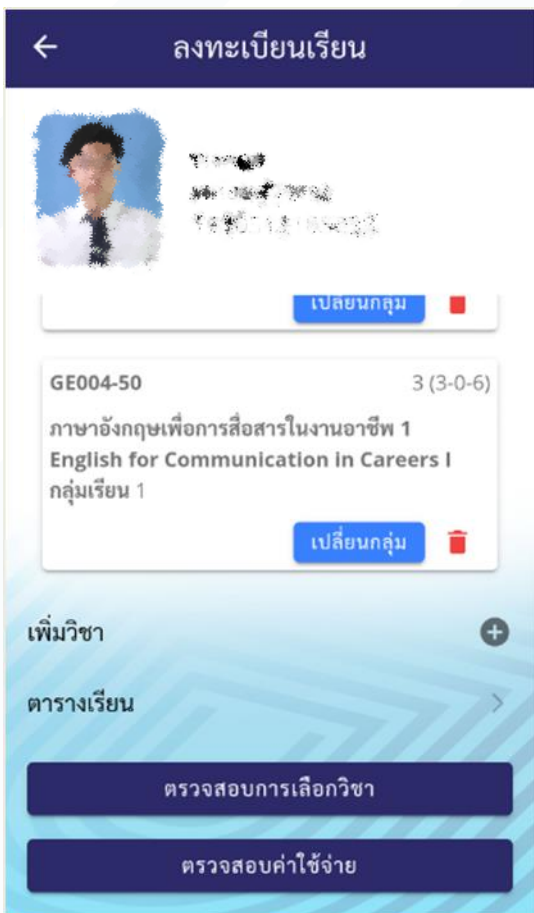 ลงทะเบียนเรียน
เปลี่ยนกลุ่ม
GE004-50 3 (3-0-6)
ภาษาอังกฤษเพื่อการสื่อสารในงานอาชีพ 1
English for Communication in Careers I
กลุ่มเรียน 1
เปลี่ยนกลุ่ม
เพิ่มวิชา
ตารางเรียน
ตรวจสอบการเลือกวิชา
ตรวจสอบค่าใช้จ่าย